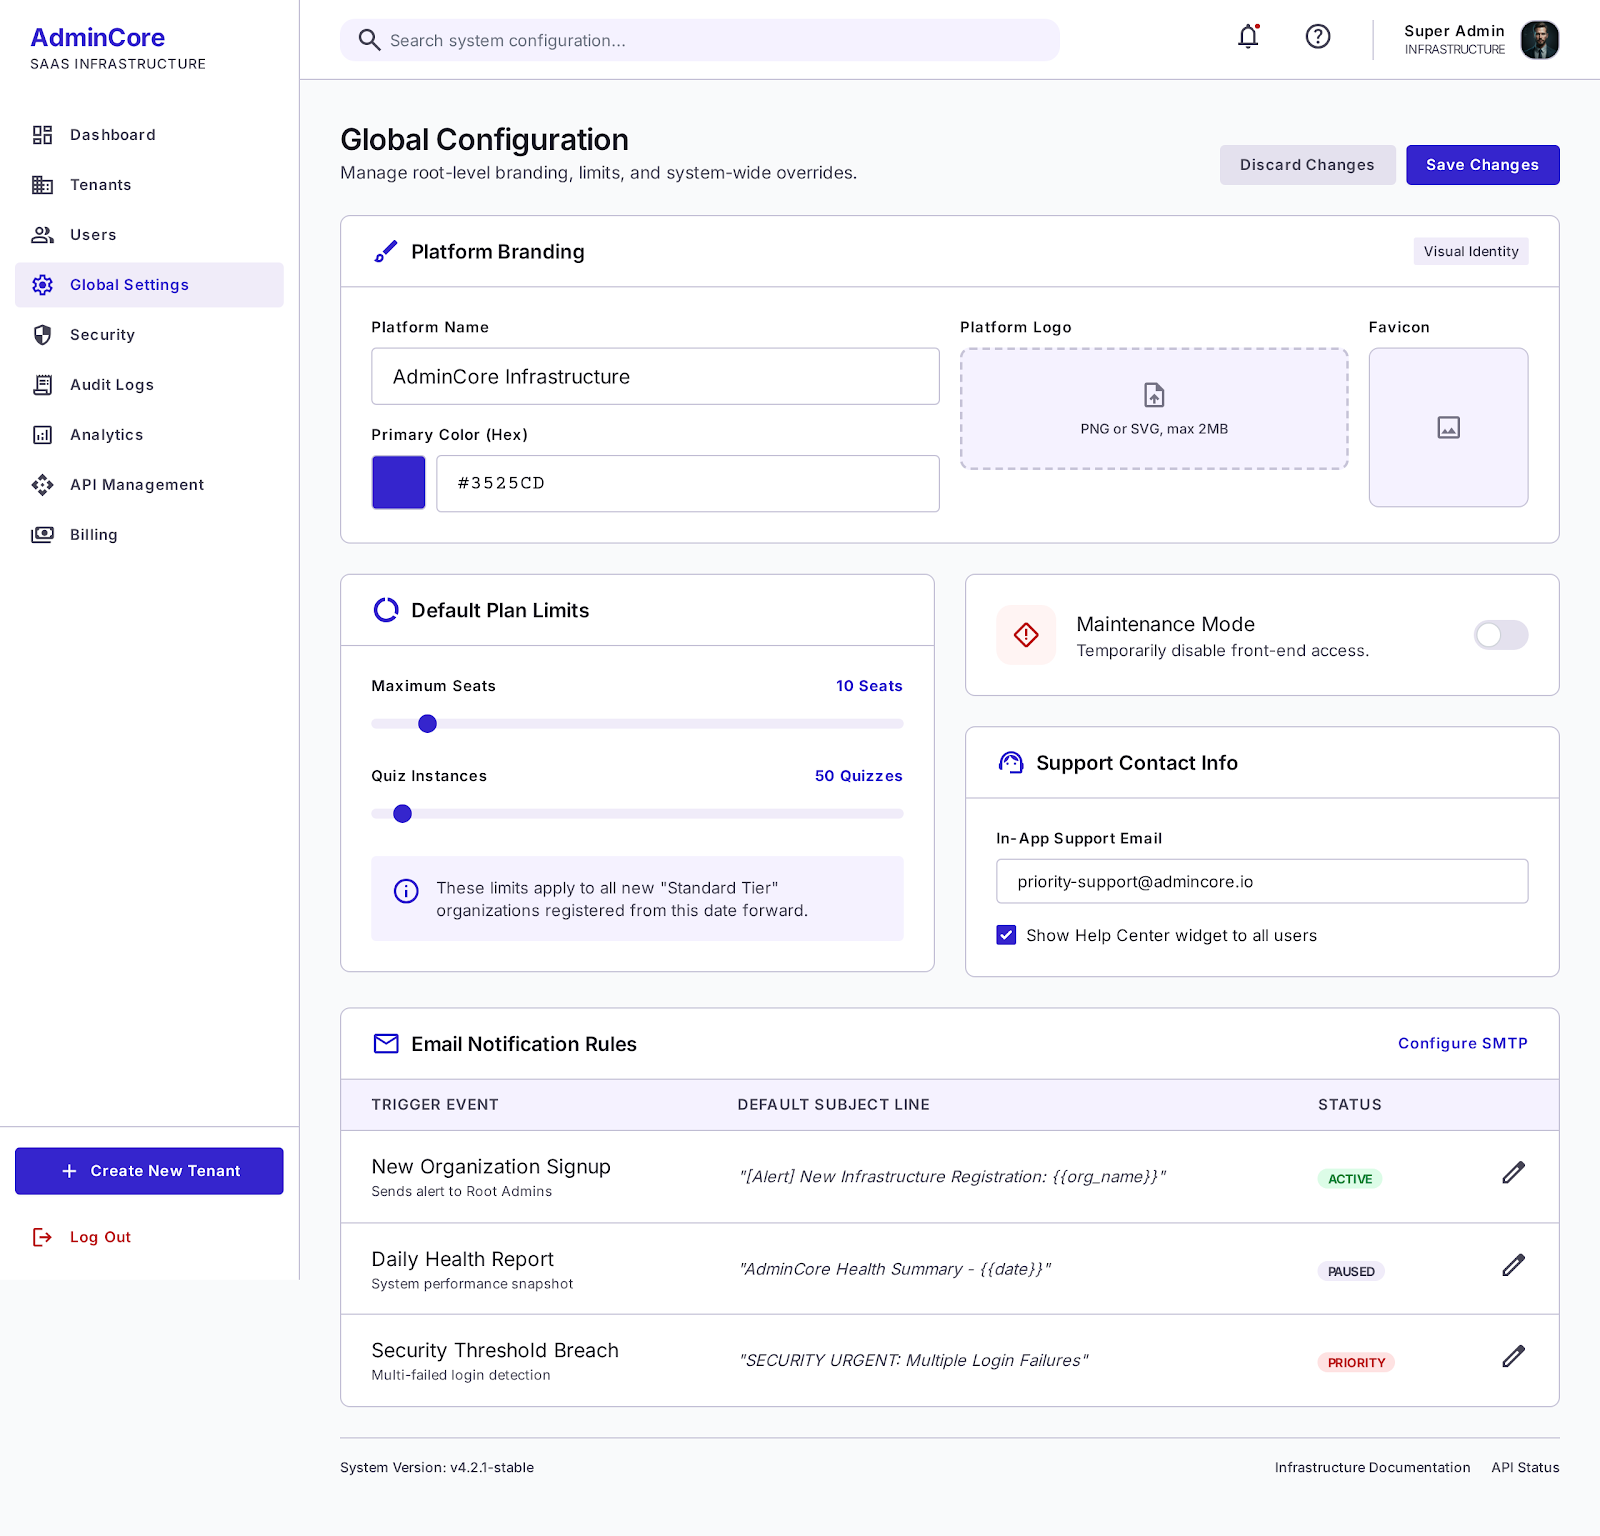 AdminCore
SAAS INFRASTRUCTURE
Dashboard
Tenants
Users
Global Settings
Security
Audit Logs
Analytics
API Management
Billing
Create New Tenant
Log Out
Search system configuration...
Super Admin
INFRASTRUCTURE
Global Configuration
Manage root-level branding, limits, and system-wide overrides.
Discard Changes
Save Changes
Platform Branding
Visual Identity
Platform Name
AdminCore Infrastructure
Primary Color (Hex)
#3525CD
Platform Logo
PNG or SVG, max 2MB
Favicon
Default Plan Limits
Maximum Seats
10 Seats
Quiz Instances
50 Quizzes
These limits apply to all new "Standard Tier"
organizations registered from this date forward.
Maintenance Mode
Temporarily disable front-end access.
Support Contact Info
In-App Support Email
priority-support@admincore.io
Show Help Center widget to all users
Email Notification Rules
Configure SMTP
TRIGGER EVENT
DEFAULT SUBJECT LINE
STATUS
New Organization Signup
Sends alert to Root Admins
"[Alert] New Infrastructure Registration: {{org_name}}"
ACTIVE
Daily Health Report
System performance snapshot
"AdminCore Health Summary - {{date}}"
PAUSED
Security Threshold Breach
Multi-failed login detection
"SECURITY URGENT: Multiple Login Failures"
PRIORITY
System Version: v4.2.1-stable
Infrastructure Documentation
API Status